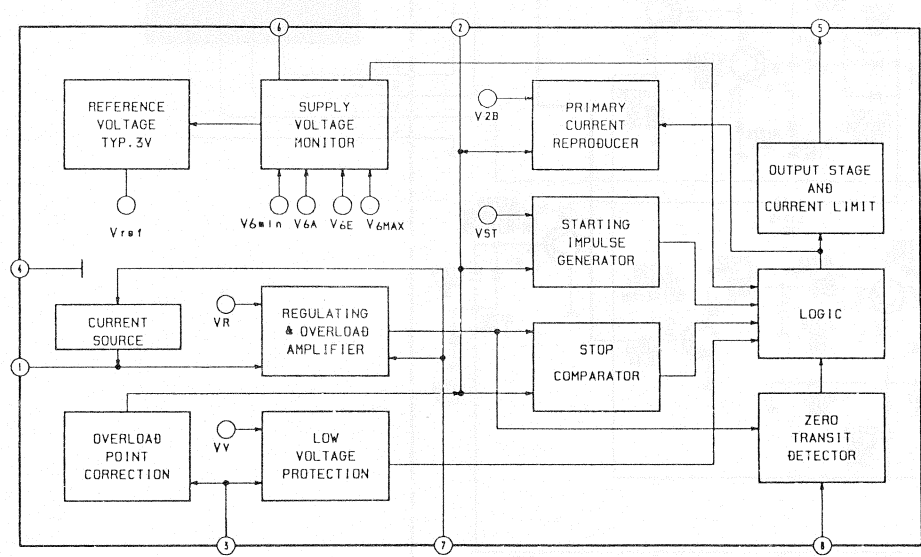 6
2
5
REFERENCE
VOLTAGE
TYP.3V
SUPPLY
VOLTAGE
MONITOR
V2B
PRIMARY
CURRENT
REPRODUCER
OUTPUT STAGE
AND
CURRENT LIMIT
Vref
V6min
V6A
V6E
V6MAX
VST
STARTING
IMPULSE
GENERATOR
4
CURRENT
SOURCE
VR
REGULATING
& OVERLOAD
AMPLIFIER
STOP
COMPARATOR
LOGIC
1
OVERLOAD
POINT
CORRECTION
VV
LOW
VOLTAGE
PROTECTION
ZERO
TRANSIT
DETECTOR
3
7
8